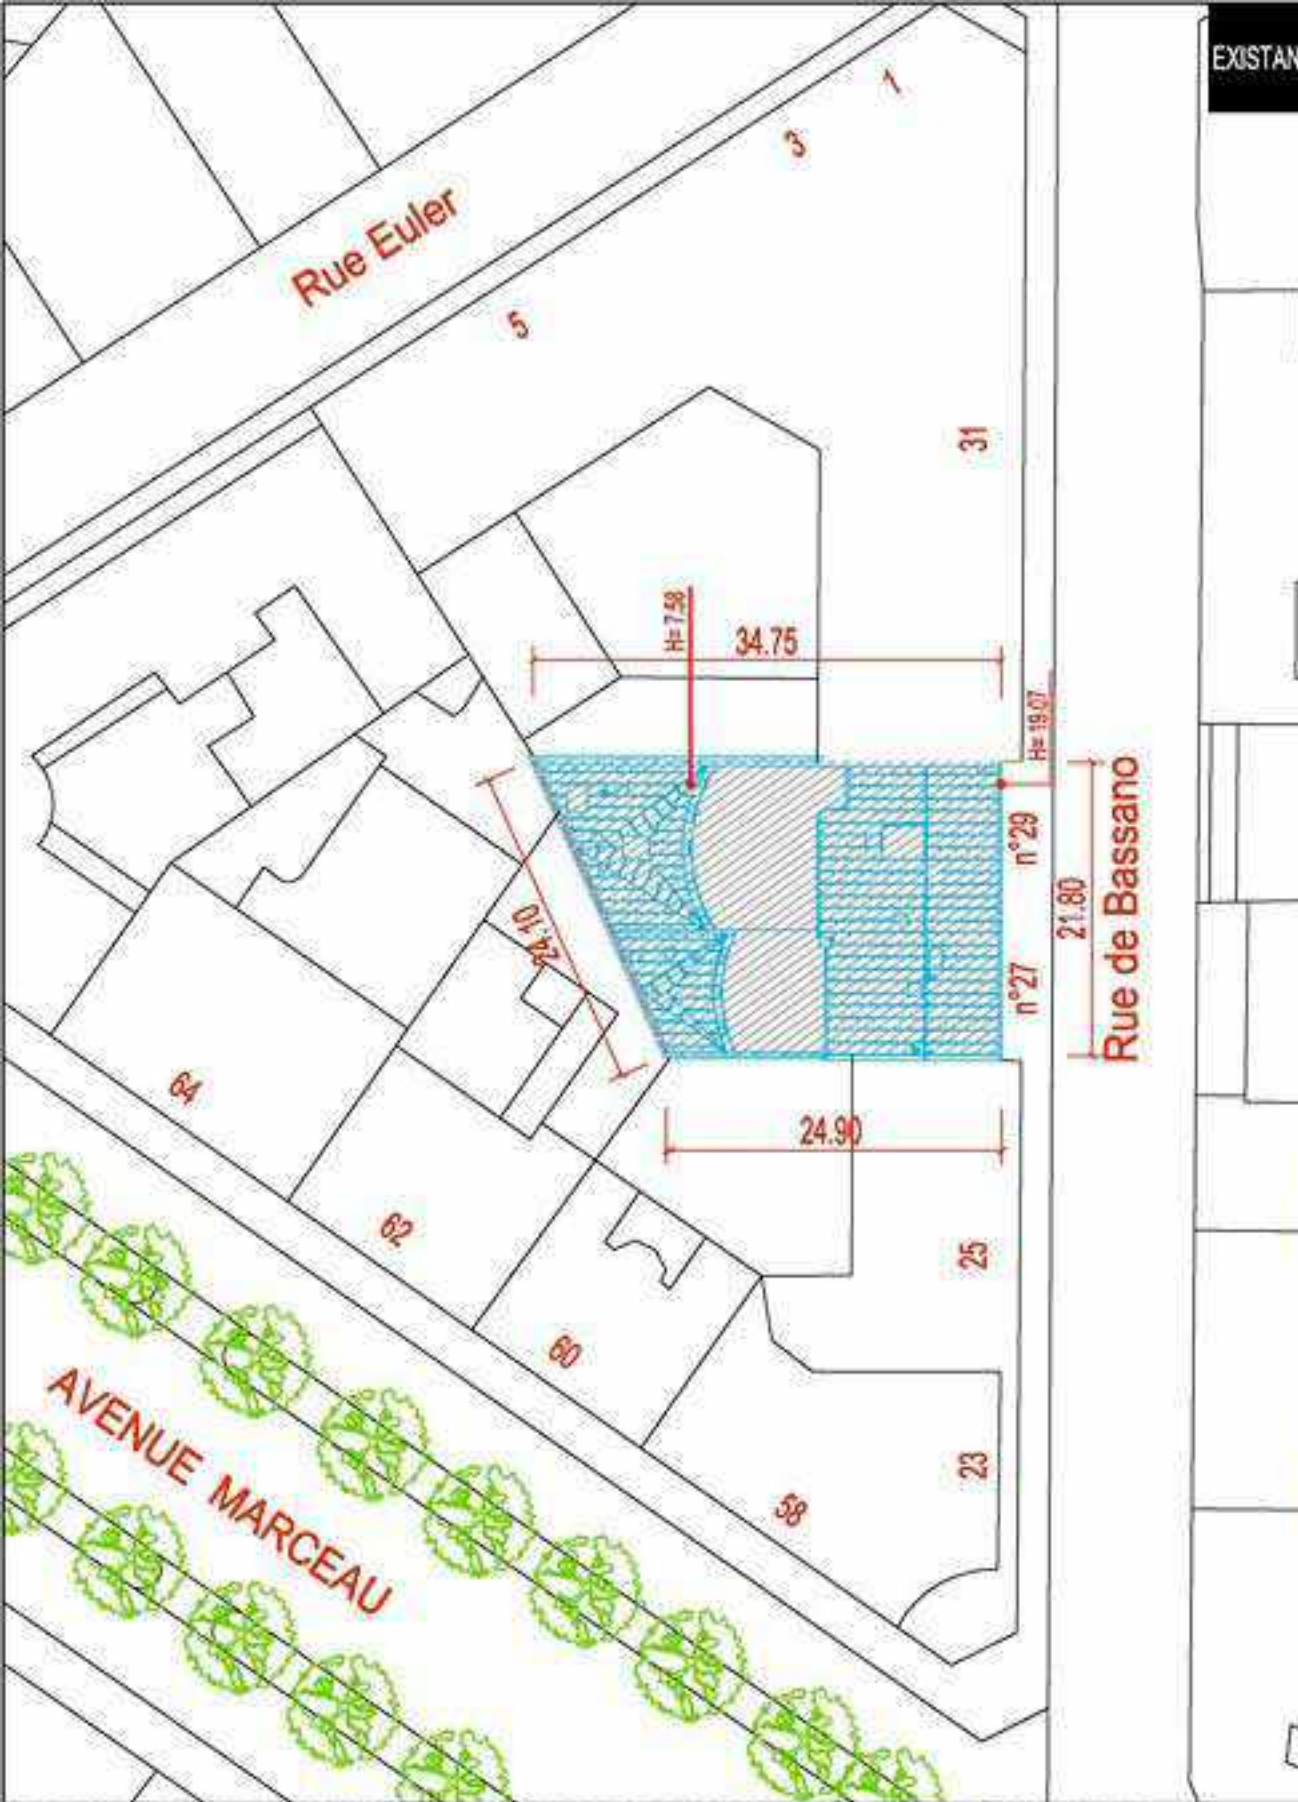 EXISTAN
1
3
Rue Euler
5
31
H= 7.58
34.75
H= 19.07
n°29
21.80
Rue de Bassano
24.10
n°27
64
24.90
62
25
60
AVENUE MARCEAU
23
58